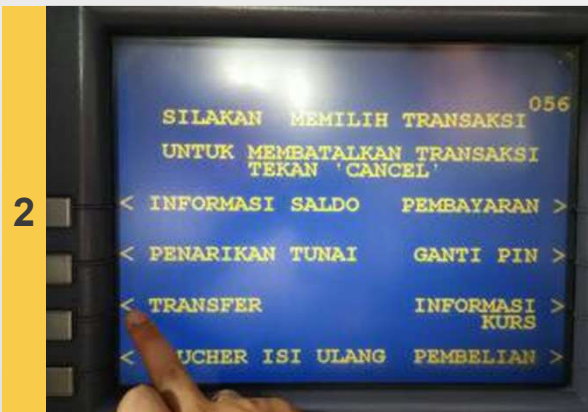 2
056
SILAKAN MEMILIH TRANSAKSI
UNTUK MEMBATALKAN TRANSAKSI
TEKAN 'CANCEL'
< INFORMASI SALDO PEMBAYARAN >
< PENARIKAN TUNAI GANTI PIN >
< TRANSFER INFORMASI >
KURS
< UCHER ISI ULANG PEMBELIAN >